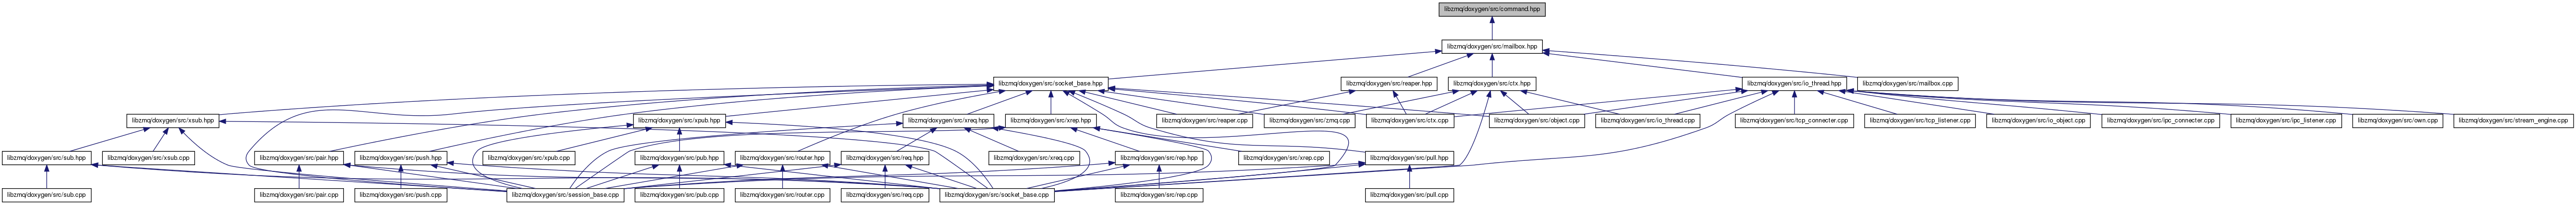 libzmq/doxygen/src/command.hpp
libzmq/doxygen/src/mailbox.hpp
libzmq/doxygen/src/socket_base.hpp
libzmq/doxygen/src/reaper.hpp
libzmq/doxygen/src/ctx.hpp
libzmq/doxygen/src/io_thread.hpp
libzmq/doxygen/src/mailbox.cpp
libzmq/doxygen/src/xsub.hpp
libzmq/doxygen/src/xpub.hpp
libzmq/doxygen/src/xreq.hpp
libzmq/doxygen/src/xrep.hpp
libzmq/doxygen/src/reaper.cpp
libzmq/doxygen/src/zmq.cpp
libzmq/doxygen/src/ctx.cpp
libzmq/doxygen/src/object.cpp
libzmq/doxygen/src/io_thread.cpp
libzmq/doxygen/src/tcp_connecter.cpp
libzmq/doxygen/src/tcp_listener.cpp
libzmq/doxygen/src/io_object.cpp
libzmq/doxygen/src/ipc_connecter.cpp
libzmq/doxygen/src/ipc_listener.cpp
libzmq/doxygen/src/own.cpp
libzmq/doxygen/src/stream_engine.cpp
libzmq/doxygen/src/sub.hpp
libzmq/doxygen/src/xsub.cpp
libzmq/doxygen/src/pair.hpp
libzmq/doxygen/src/push.hpp
libzmq/doxygen/src/xpub.cpp
libzmq/doxygen/src/pub.hpp
libzmq/doxygen/src/router.hpp
libzmq/doxygen/src/req.hpp
libzmq/doxygen/src/xreq.cpp
libzmq/doxygen/src/rep.hpp
libzmq/doxygen/src/xrep.cpp
libzmq/doxygen/src/pull.hpp
libzmq/doxygen/src/sub.cpp
libzmq/doxygen/src/pair.cpp
libzmq/doxygen/src/push.cpp
libzmq/doxygen/src/session_base.cpp
libzmq/doxygen/src/pub.cpp
libzmq/doxygen/src/router.cpp
libzmq/doxygen/src/req.cpp
libzmq/doxygen/src/socket_base.cpp
libzmq/doxygen/src/rep.cpp
libzmq/doxygen/src/pull.cpp